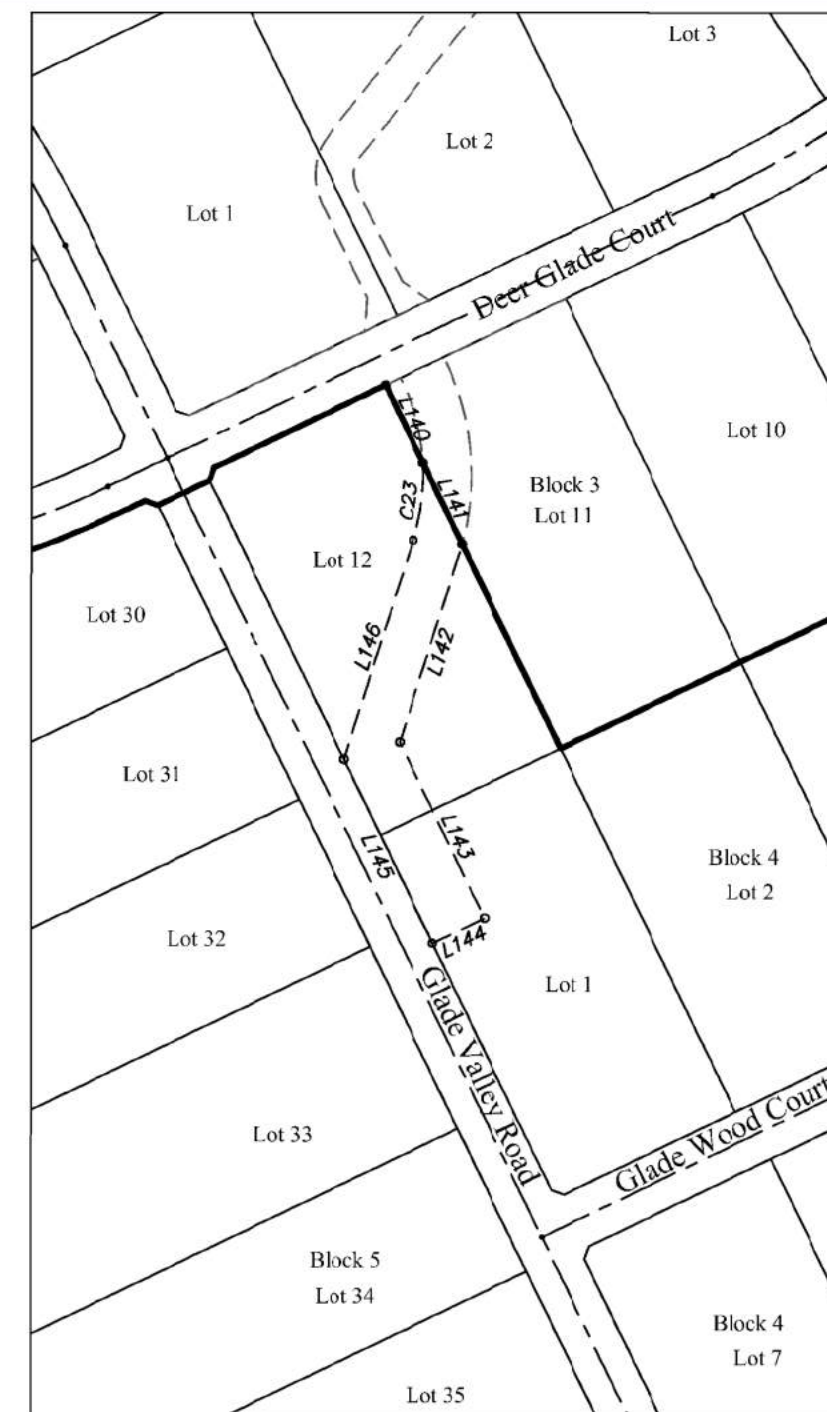 Lot 3
Lot 2
Lot 1
Deer Glade Court
L140
Lot 10
Block 3
Lot 11
L141
C23
Lot 12
Lot 30
L146
L142
Lot 31
L143
L145
Block 4
Lot 2
Lot 32
L144
Lot 1
Glade Valley Road
Lot 33
Glade Wood Court
Block 5
Lot 34
Block 4
Lot 7
Lot 35